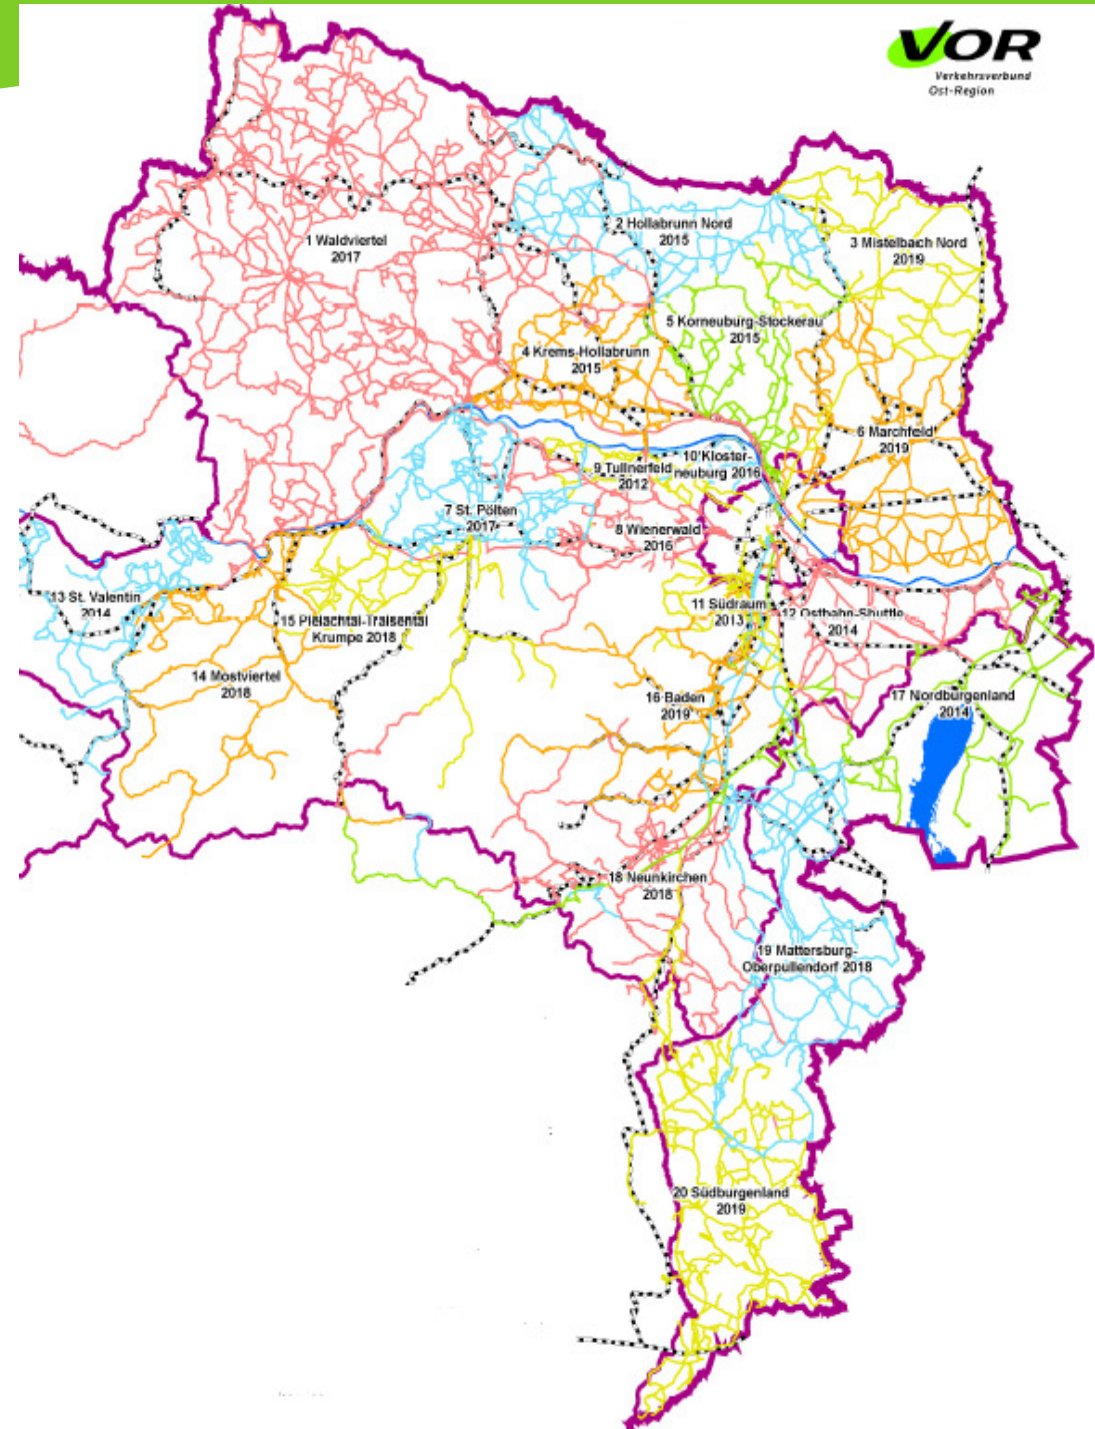 VOR
Verkehrsverbund
Ost-Region
1 Waldviertel
2017
2 Hollabrunn Nord
2015
3 Mistelbach Nord
2019
4 Krems-Hollabrunn
2015
5 Korneuburg-Stockerau
2015
6 Marchfeld
2019
7 St. Pölten
2017
8 Wienerwald
2016
9 Tullnerfeld
2012
10 Kloster-
neuburg 2016
11 Südraum
2013
12 Ostbahn-Shuttle
2014
13 St. Valentin
2014
14 Mostviertel
2018
15 Pielachtal-Traisental
Krumpe 2018
16 Baden
2019
17 Nordburgenland
2014
18 Neunkirchen
2018
19 Mattersburg-
Oberpullendorf 2018
20 Südburgenland
2019